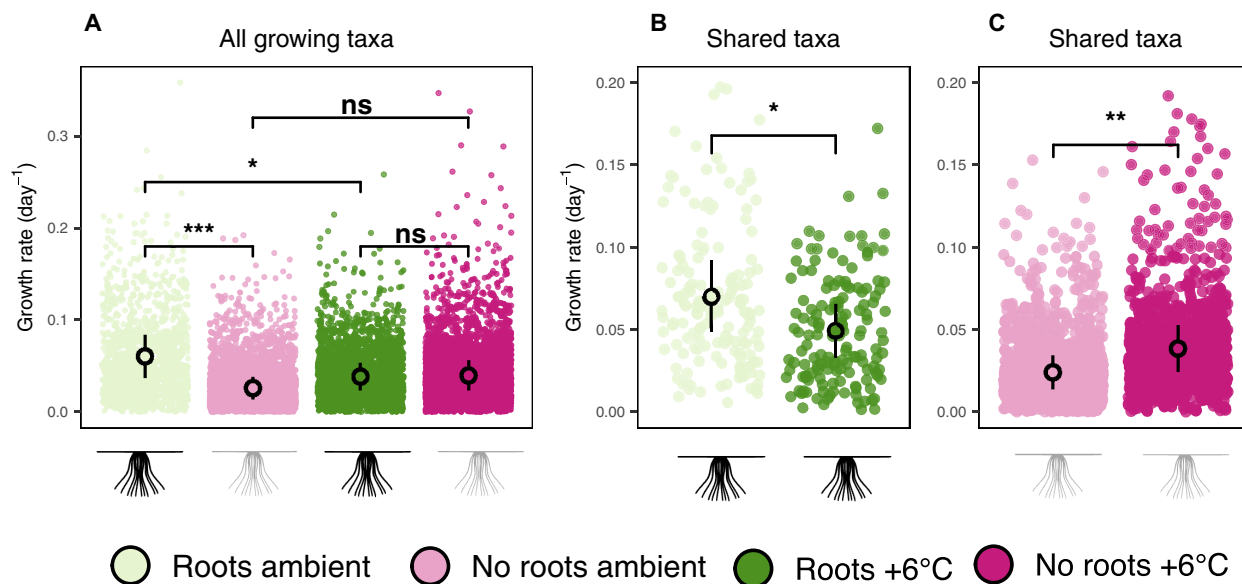 A
All growing taxa
Growth rate (day⁻¹)
0.3
0.2
0.1
0.0
ns
*
***
ns
B
Shared taxa
Growth rate (day⁻¹)
0.20
0.15
0.10
0.05
0.00
*
C
Shared taxa
0.20
0.15
0.10
0.05
0.00
**
Roots ambient
No roots ambient
Roots +6°C
No roots +6°C